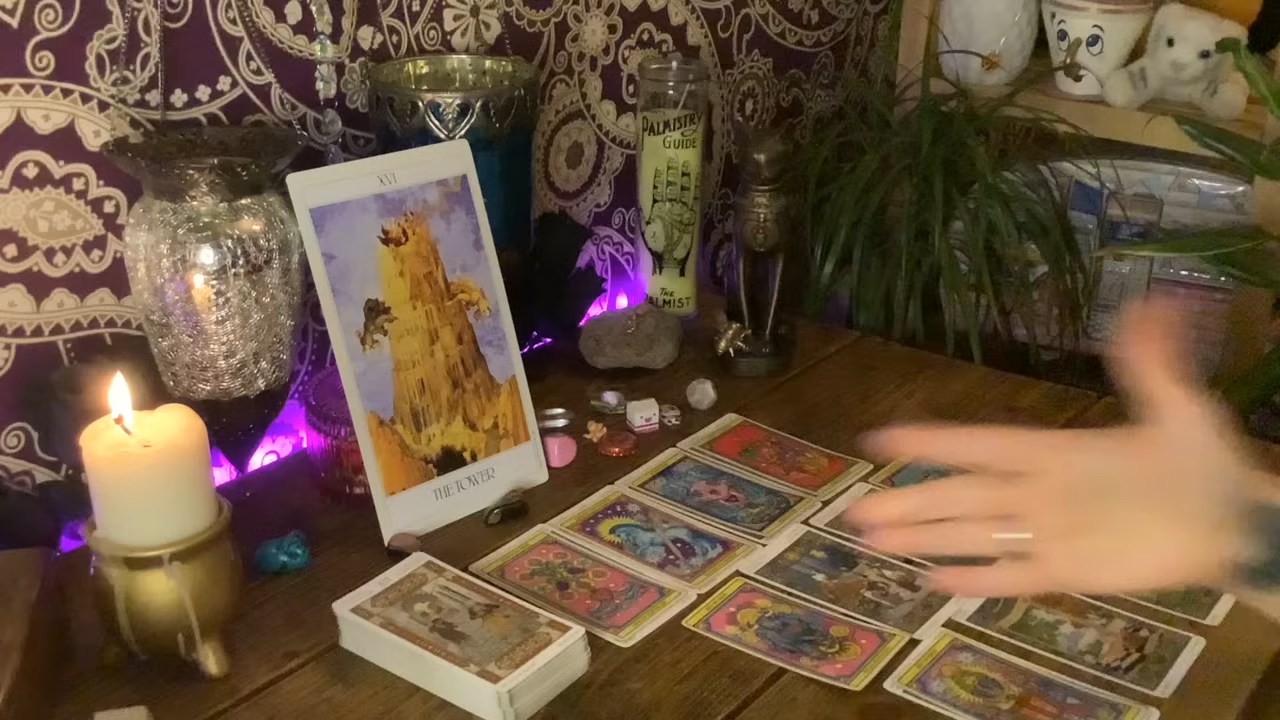 XVI
THE TOWER
PALMISTRY
GUIDE
THE
PALMIST